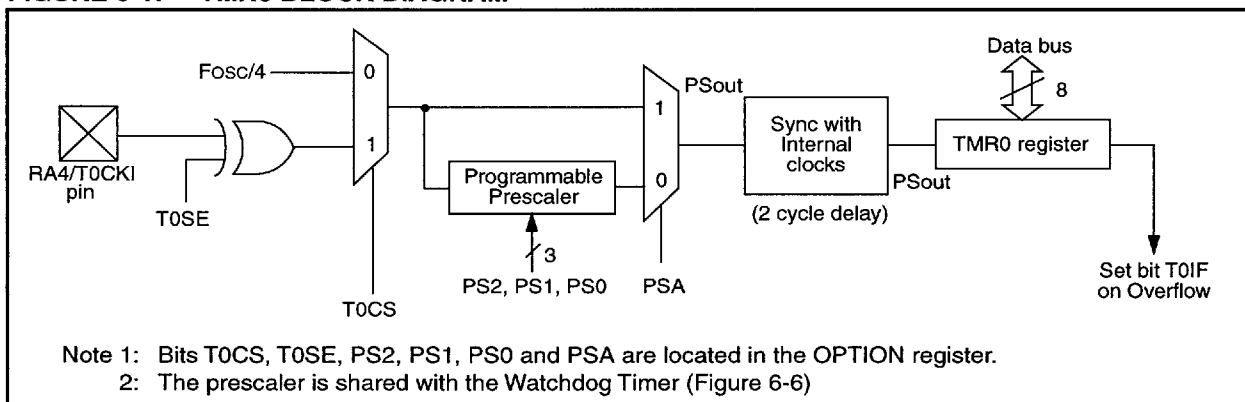 Data bus
8
Fosc/4
0
1
PSout
1
0
RA4/T0CKI
pin
T0SE
Programmable
Prescaler
3
PS2, PS1, PS0
PSA
T0CS
Sync with
Internal
clocks
(2 cycle delay)
PSout
TMR0 register
Set bit T0IF
on Overflow
Note 1: Bits T0CS, T0SE, PS2, PS1, PS0 and PSA are located in the OPTION register.
2: The prescaler is shared with the Watchdog Timer (Figure 6-6)